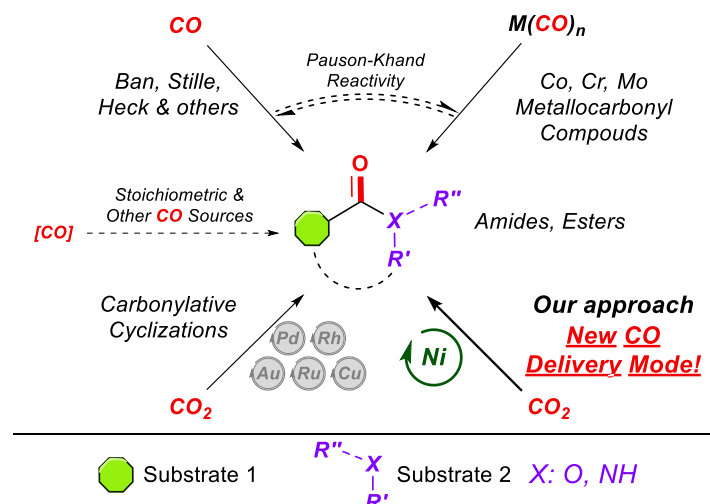 CO
M(CO)n
Pauson-Khand
Reactivity
Ban, Stille,
Heck & others
Co, Cr, Mo
Metallocarbonyl
Compouds
O
Stoichiometric &
Other CO Sources
[CO]
X
R"
R'
Amides, Esters
Carbonylative
Cyclizations
Pd Rh
Au Ru Cu
Ni
Our approach
New CO
Delivery Mode!
CO2
CO2
Substrate 1
R"
X
R'
Substrate 2
X: O, NH